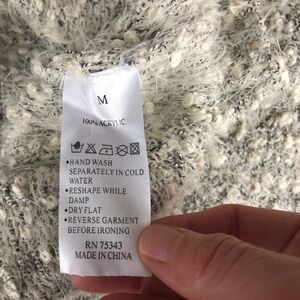 M
100%ACRYLIC
•HAND WASH
SEPARATELY IN COLD
WATER
•RESHAPE WHILE
DAMP
•DRY FLAT
•REVERSE GARMENT
BEFORE IRONING
RN 75343
MADE IN CHINA